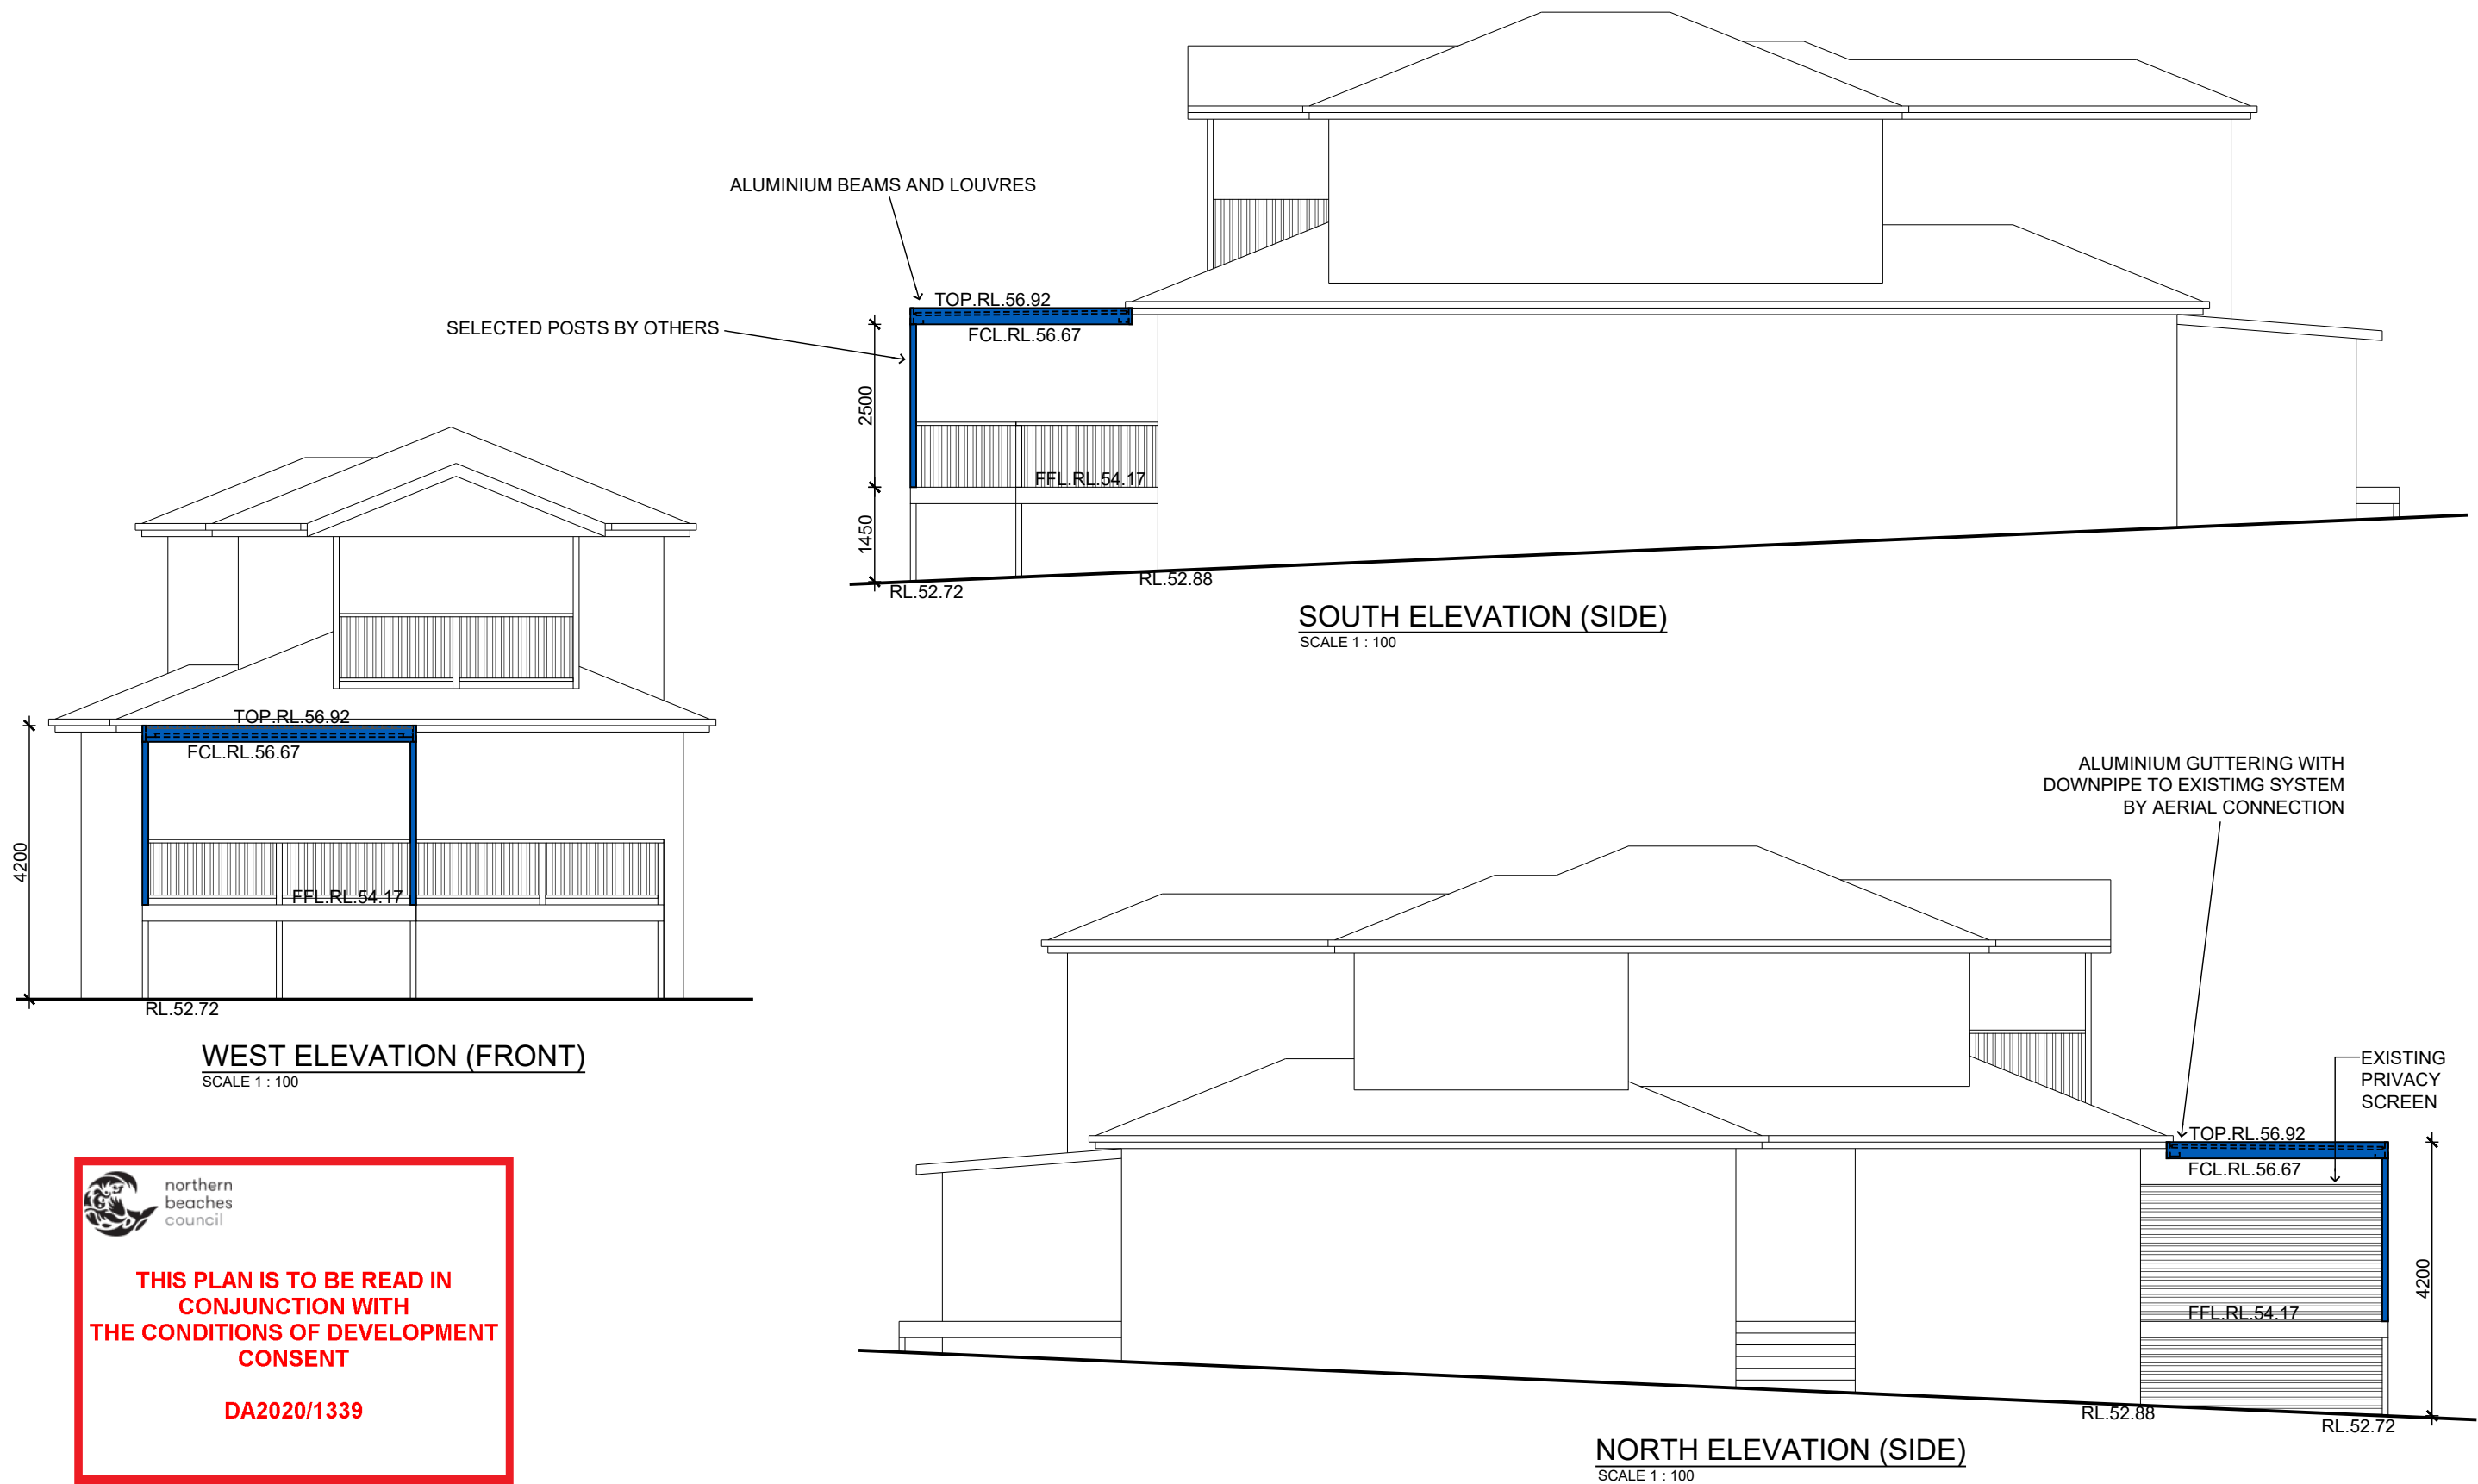 ALUMINIUM BEAMS AND LOUVRES
TOP.RL.56.92
SELECTED POSTS BY OTHERS
FCL.RL.56.67
2500
FFL.RL.54.17
1450
RL.52.88
RL.52.72
SOUTH ELEVATION (SIDE)
SCALE 1 : 100
TOP.RL.56.92
FCL.RL.56.67
4200
FFL.RL.54.17
RL.52.72
WEST ELEVATION (FRONT)
SCALE 1 : 100
ALUMINIUM GUTTERING WITH
DOWNPIPE TO EXISTIMG SYSTEM
BY AERIAL CONNECTION
EXISTING
PRIVACY
SCREEN
TOP.RL.56.92
FCL.RL.56.67
4200
FFL.RL.54.17
RL.52.88
RL.52.72
NORTH ELEVATION (SIDE)
SCALE 1 : 100
northern
beaches
council
THIS PLAN IS TO BE READ IN
CONJUNCTION WITH
THE CONDITIONS OF DEVELOPMENT
CONSENT
DA2020/1339